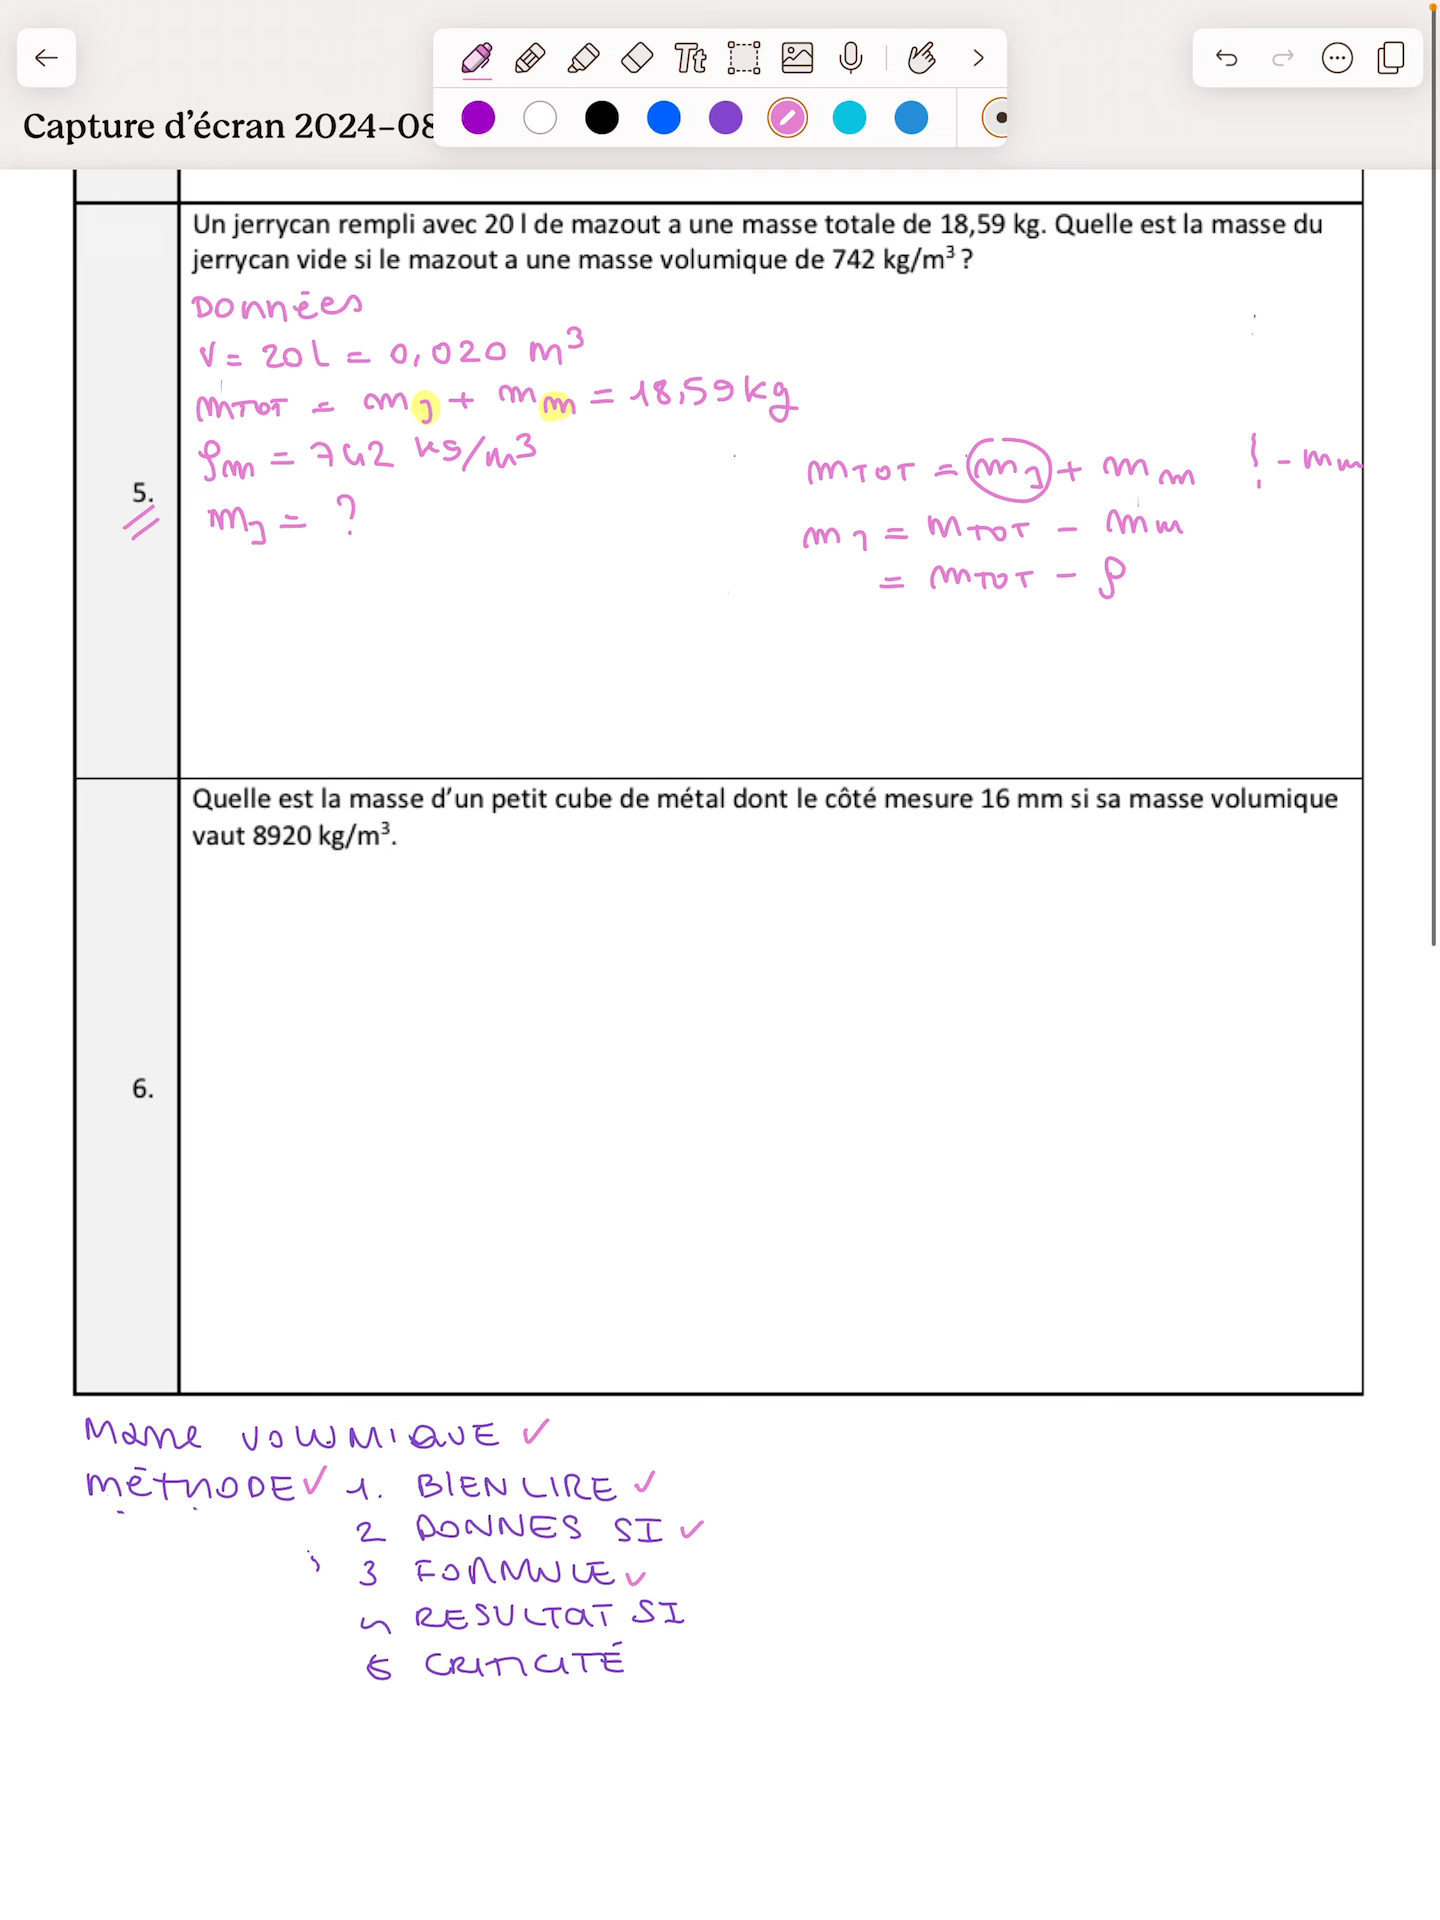 Capture d'écran 2024-08
Tt
Un jerrycan rempli avec 20 l de mazout a une masse totale de 18,59 kg. Quelle est la masse du
jerrycan vide si le mazout a une masse volumique de 742 kg/m³ ?
Données
V = 20 l = 0,020 m³
mTOT = mJ + mm = 18,59 kg
ρm = 742 kg/m³
mTOT = mJ + mm ! - mm
5.
mJ = ?
mJ = mTOT - mm
= mTOT - ρ
Quelle est la masse d'un petit cube de métal dont le côté mesure 16 mm si sa masse volumique
vaut 8920 kg/m³.
6.
Masse VOLUMIQUE ✓
MÉTHODE ✓ 1. BIEN LIRE ✓
2 DONNES SI ✓
3 FORMULE ✓
4 RESULTAT SI
5 CRITICITÉ